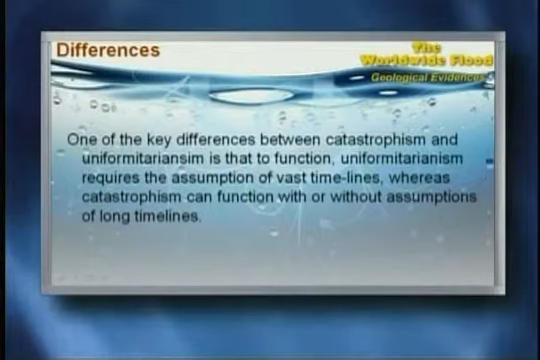 Differences
The
Worldwide Flood
Geological Evidences
One of the key differences between catastrophism and
uniformitariansim is that to function, uniformitarianism
requires the assumption of vast time-lines, whereas
catastrophism can function with or without assumptions
of long timelines.